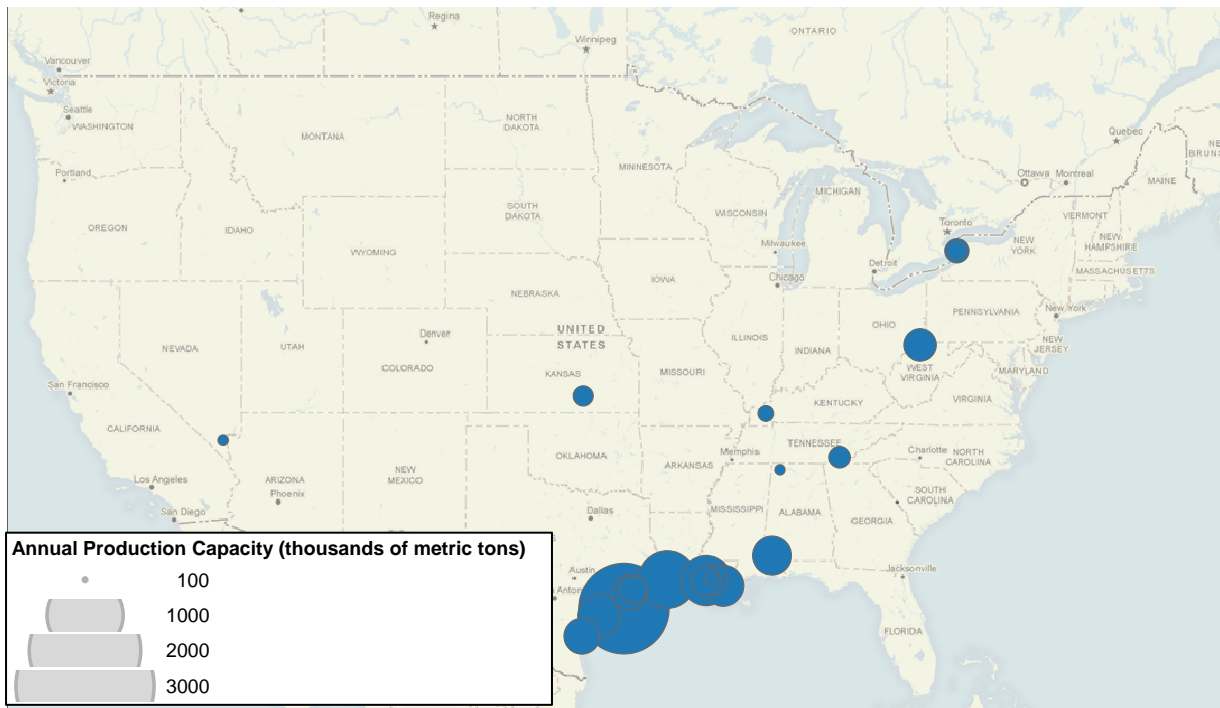 Regina
ONTARIO
Winnipeg
Vancouver
Victoria
Seattle
WASHINGTON
MONTANA
NORTH
DAKOTA
Quebec
NE
BRUNS
Portland
MININESOTA
Ottawa
Montreal
MAINE
MICHIGAN
OREGON
IDAHO
SOUTH
DAKOTA
WISCONSIN
Toronto
VERMONT
NEW
HAMPSHIRE
WYOMING
Milwaukee
NEW
YORK
Detroit
MASSACHUSETTS
Chicago
IOWA
NEBRASKA
PENNSYLVANIA
New York
OHIO
UNITED
STATES
Denver
ILLINOIS
INDIANA
NEW
JERSEY
NEVADA
UTAH
COLORADO
KANSAS
MISSOURI
WEST
VIRGINIA
MARYLAND
San Francisco
KENTUCKY
VIRGINIA
CALIFORNIA
TENNESSEE
Memphis
Charlotte
NORTH
CAROLINA
OKLAHOMA
ARKANSAS
NEW
MEXICO
Los Angeles
ARIZONA
Phoenix
SOUTH
CAROLINA
San Diego
Dallas
MISSISSIPPI
ALABAMA
GEORGIA
Austin
Jacksonville
FLORIDA
Annual Production Capacity (thousands of metric tons)
100
1000
2000
3000